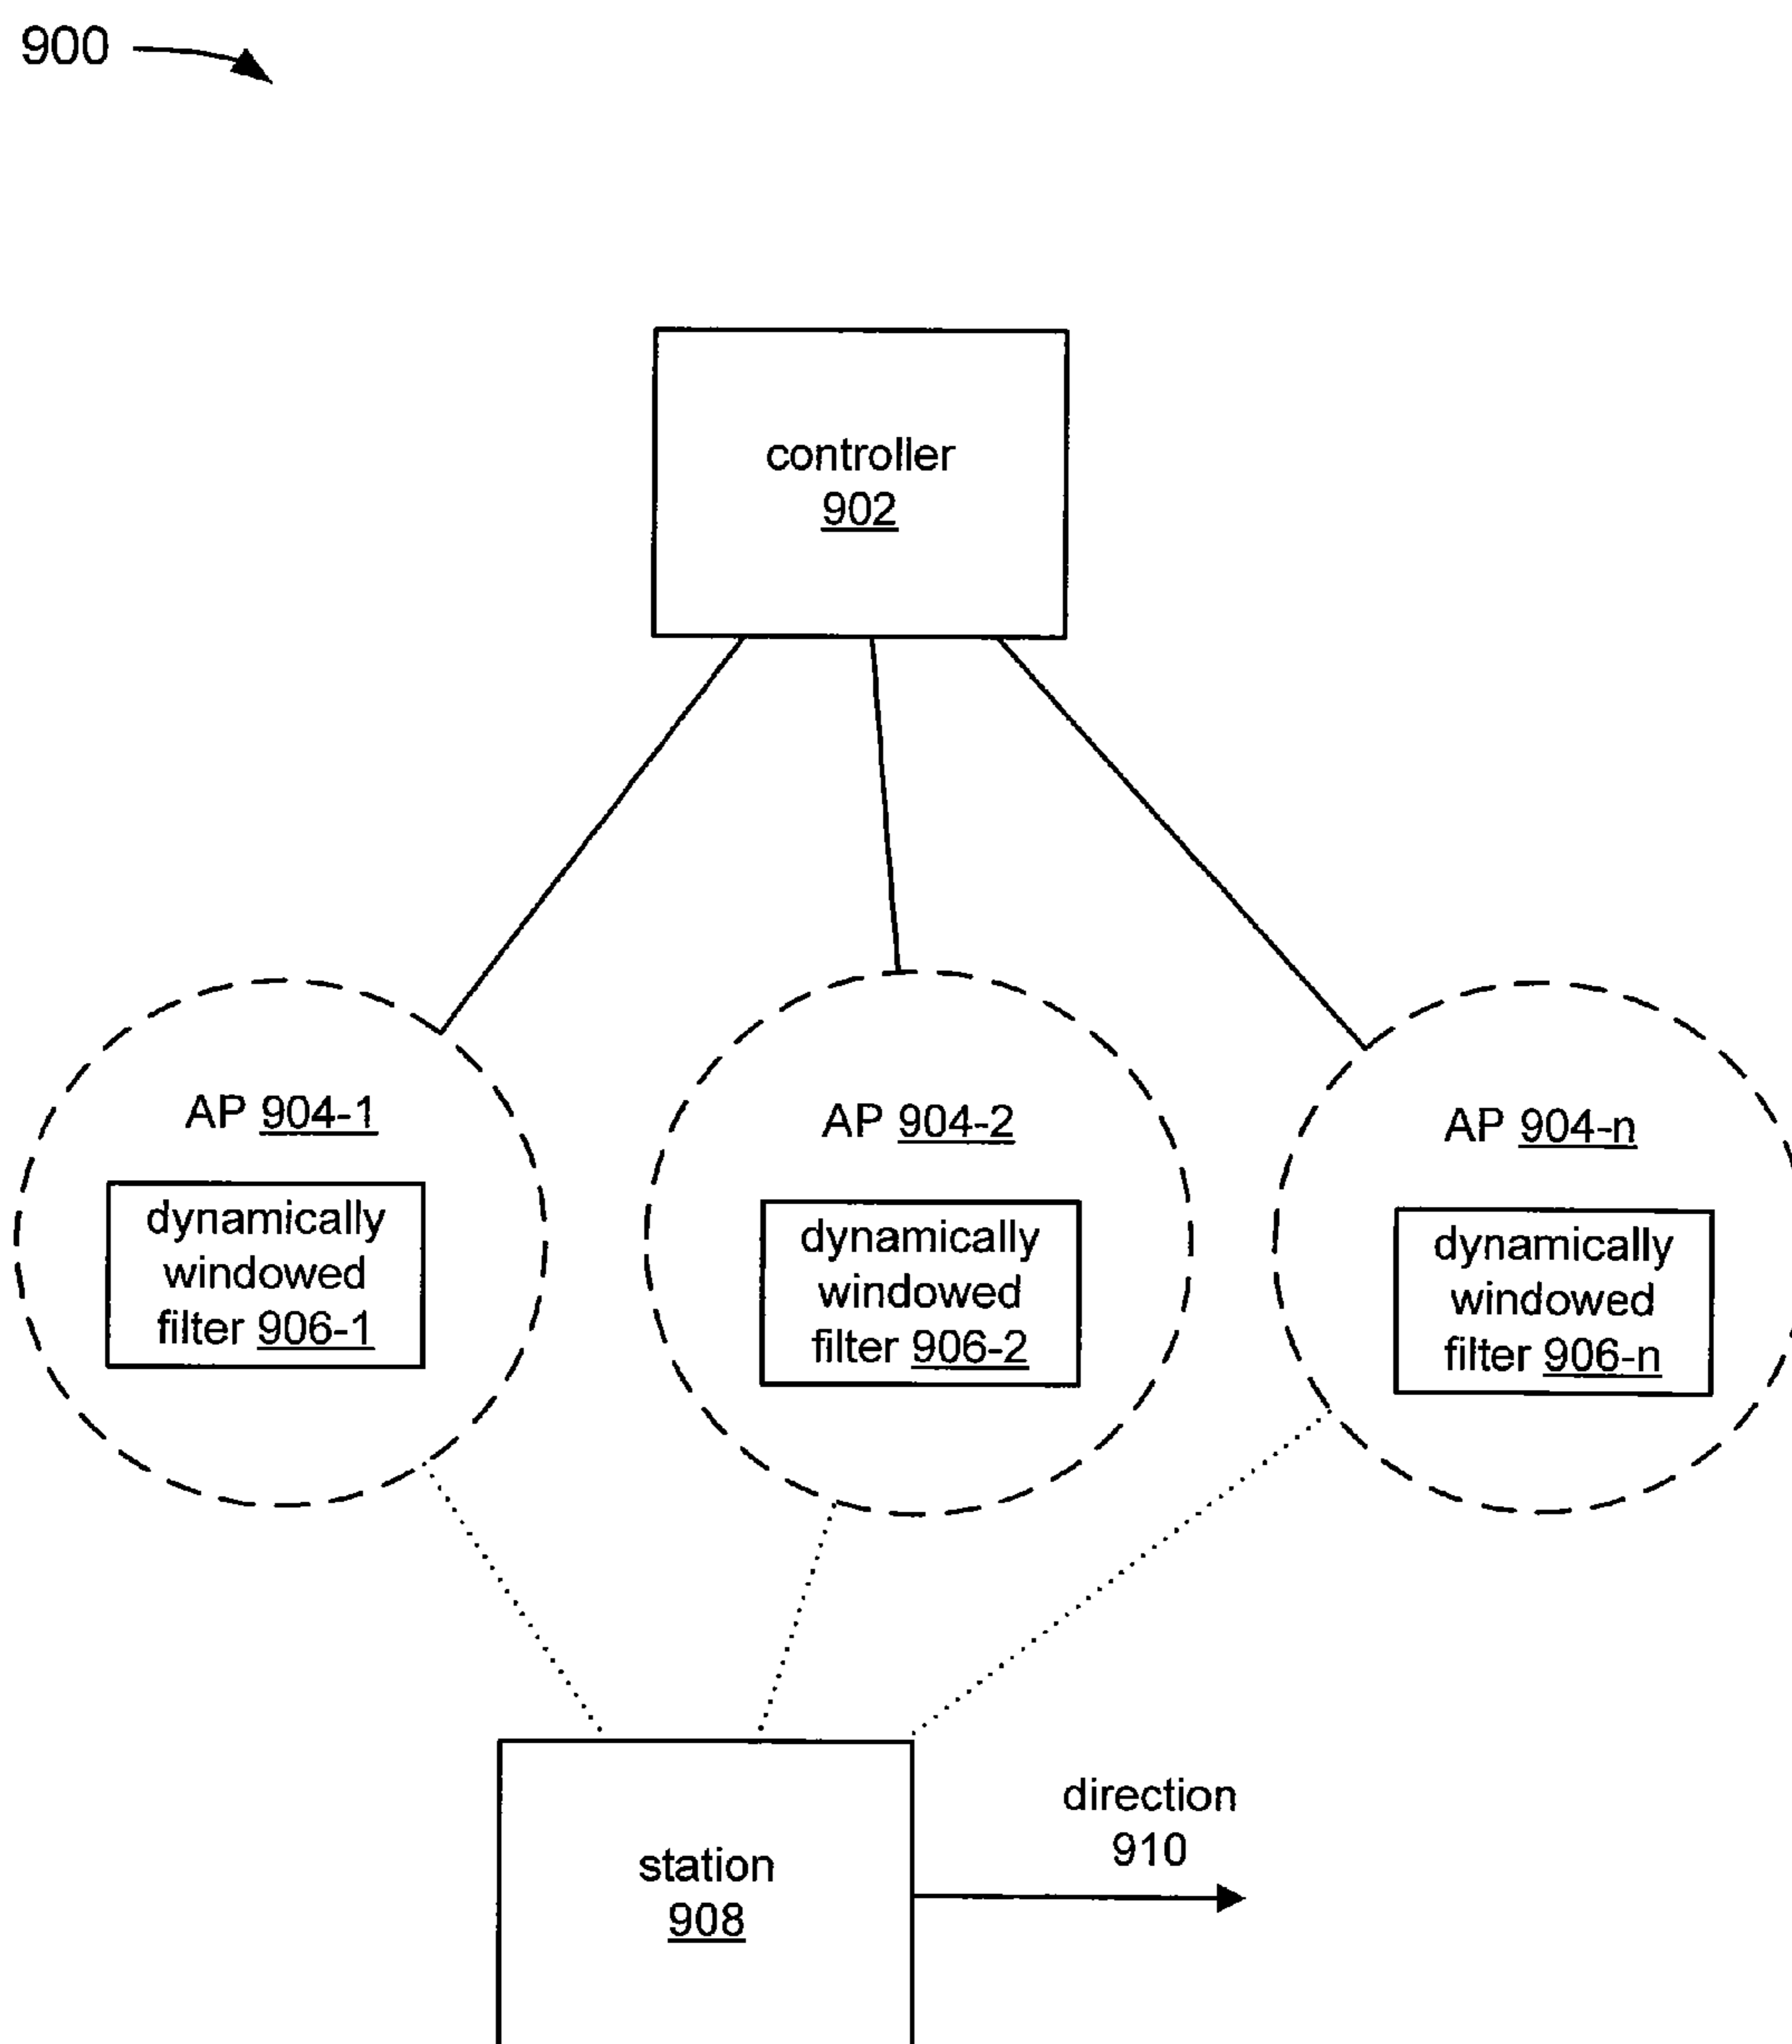 900
controller
902
AP 904-1
dynamically
windowed
filter 906-1
AP 904-2
dynamically
windowed
filter 906-2
AP 904-n
dynamically
windowed
filter 906-n
station
908
direction
910